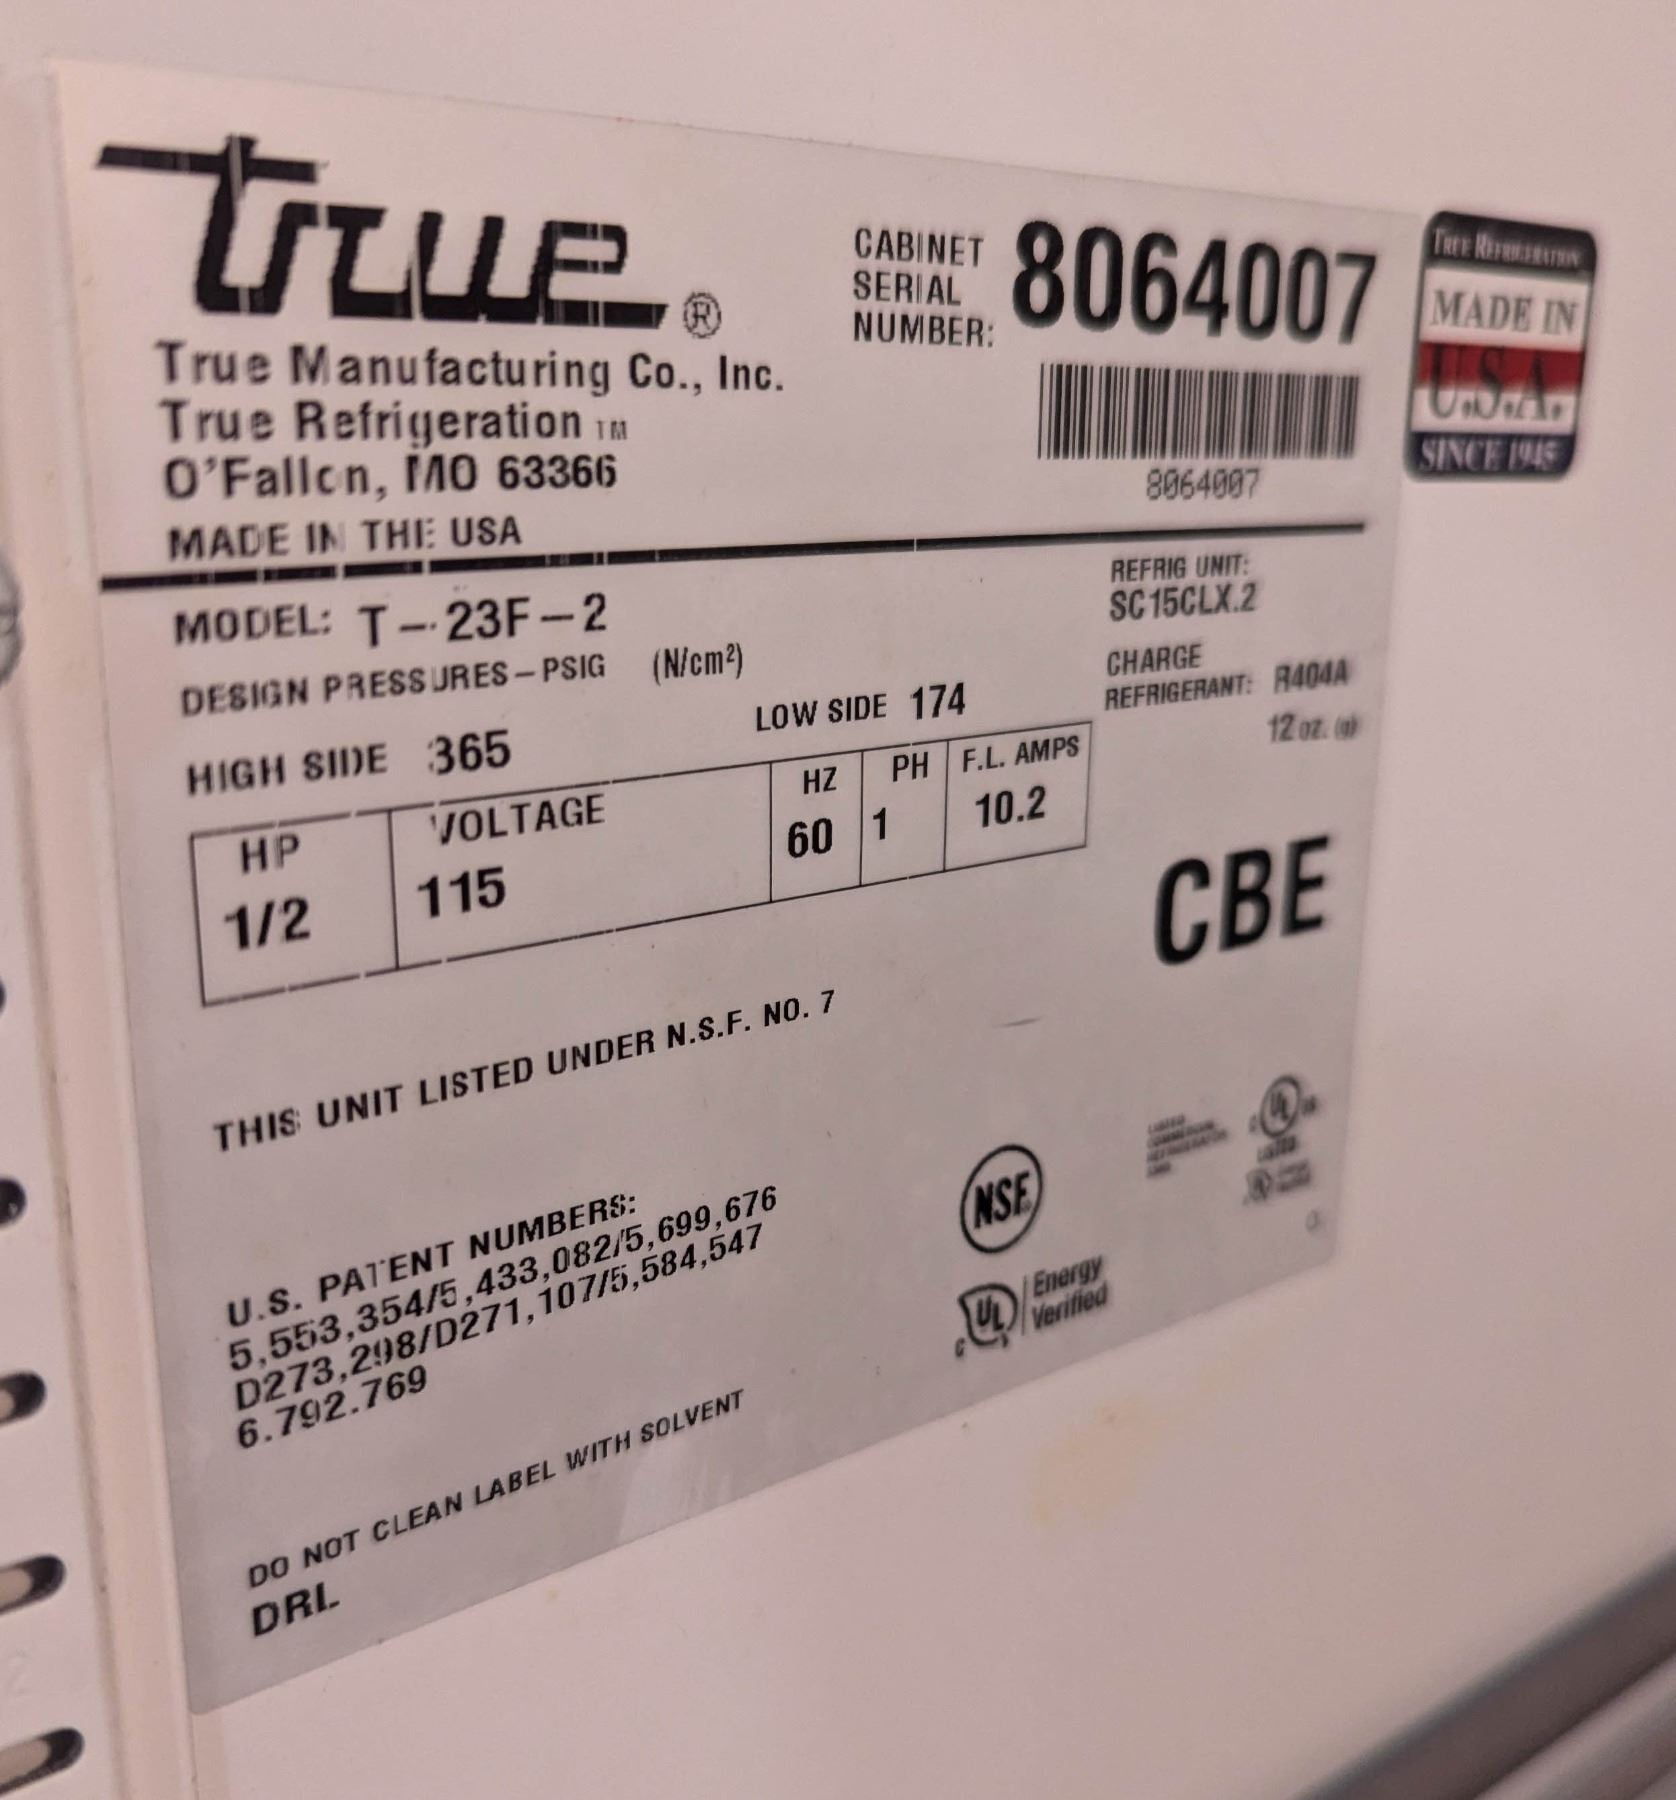 True®
True Manufacturing Co., Inc.
True Refrigeration TM
O'Fallon, MO 63366
MADE IN THE USA
CABINET
SERIAL
NUMBER: 8064007
8064007
TRUE REFRIGERATION
MADE IN
U.S.A.
SINCE 1945
MODEL: T-23F-2
DESIGN PRESSURES-PSIG (N/cm²)
HIGH SIDE 365 LOW SIDE 174
REFRIG UNIT:
SC15CLX.2
CHARGE
REFRIGERANT: R404A
12 oz. (g)
HP VOLTAGE HZ PH F.L. AMPS
1/2 115 60 1 10.2
CBE
THIS UNIT LISTED UNDER N.S.F. NO. 7
U.S. PATENT NUMBERS:
5,553,354/5,433,082/5,699,676
D273,298/D271,107/5,584,547
6.792.769
NSF
UL Energy
Verified
C
UL
LISTED
DO NOT CLEAN LABEL WITH SOLVENT
DRL